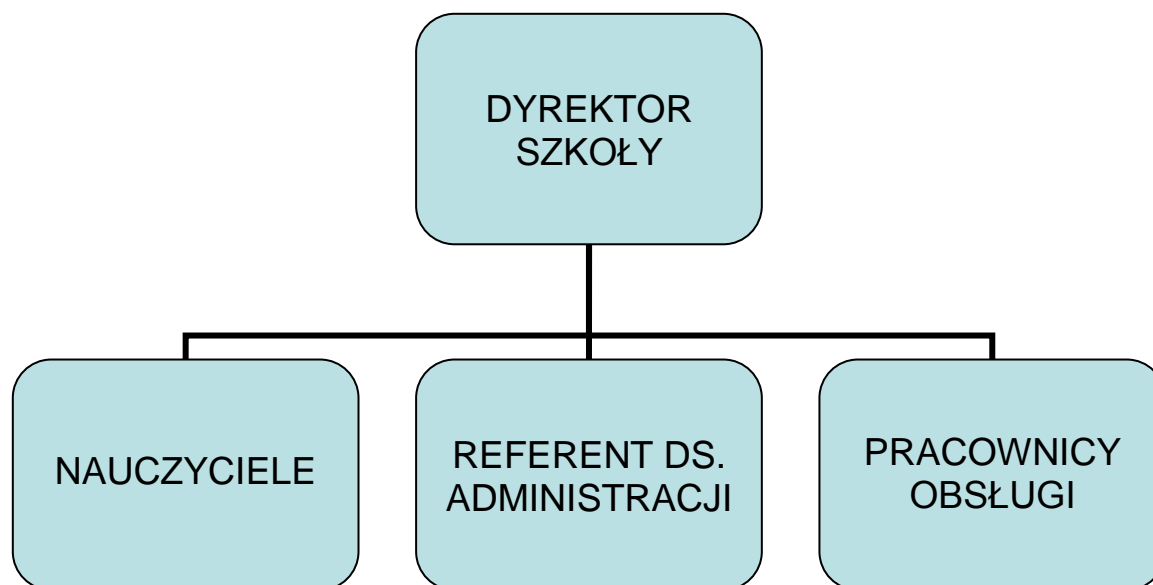 DYREKTOR
SZKOŁY
NAUCZYCIELE
REFERENT DS.
ADMINISTRACJI
PRACOWNICY
OBSŁUGI